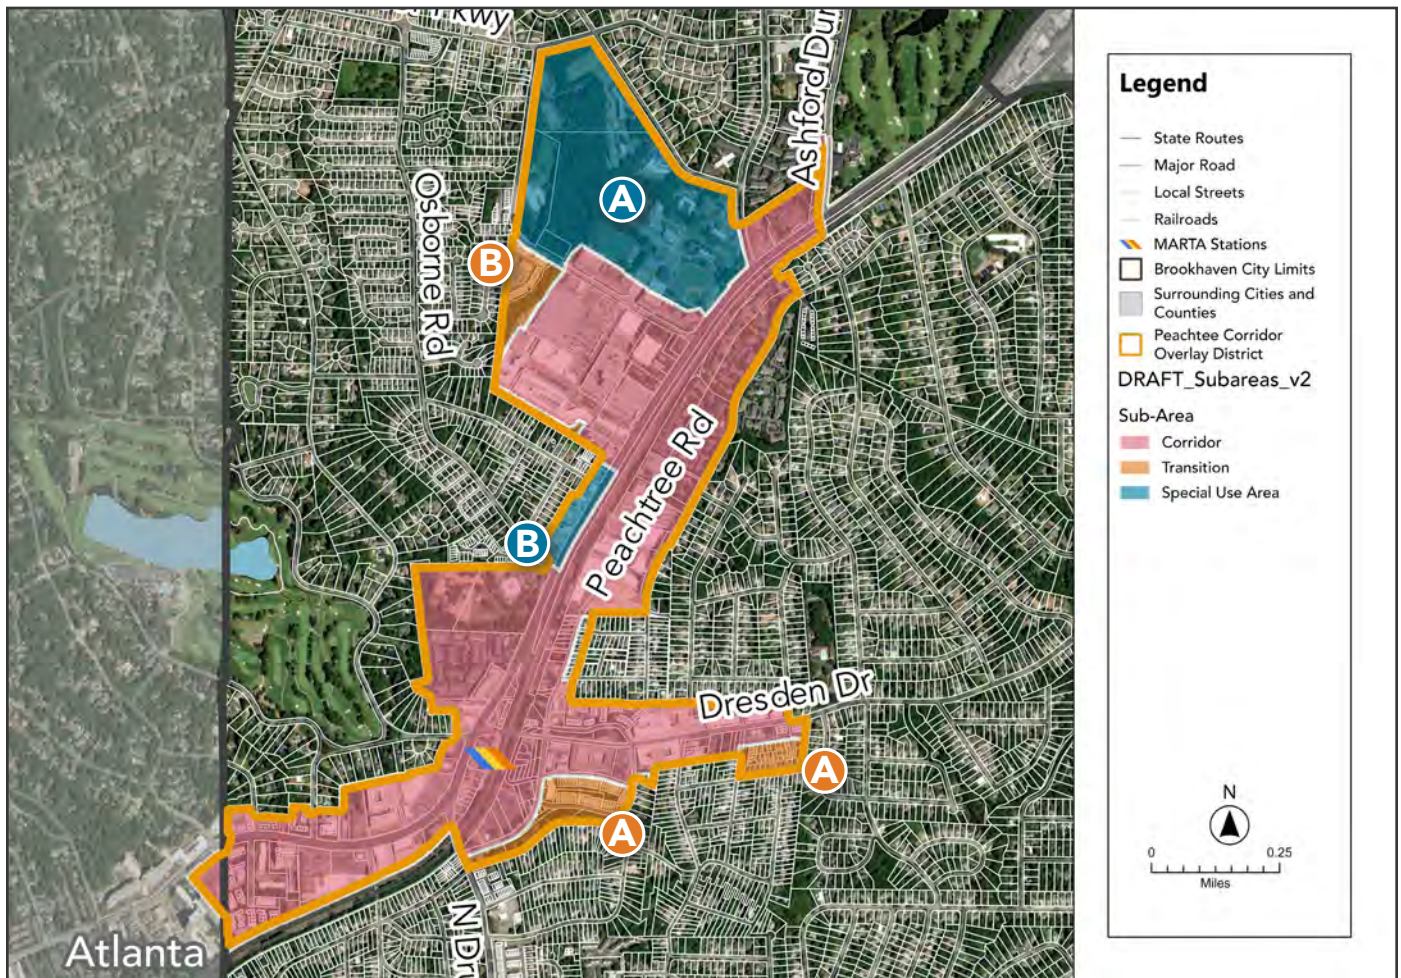 Pkwy
Ashford Dun
Osborne Rd
A
B
B
Peachtree Rd
Dresden Dr
A
A
N Dr
Atlanta
Legend
State Routes
Major Road
Local Streets
Railroads
MARTA Stations
Brookhaven City Limits
Surrounding Cities and
Counties
Peachtee Corridor
Overlay District
DRAFT_Subareas_v2
Sub-Area
Corridor
Transition
Special Use Area
N
0
0.25
Miles